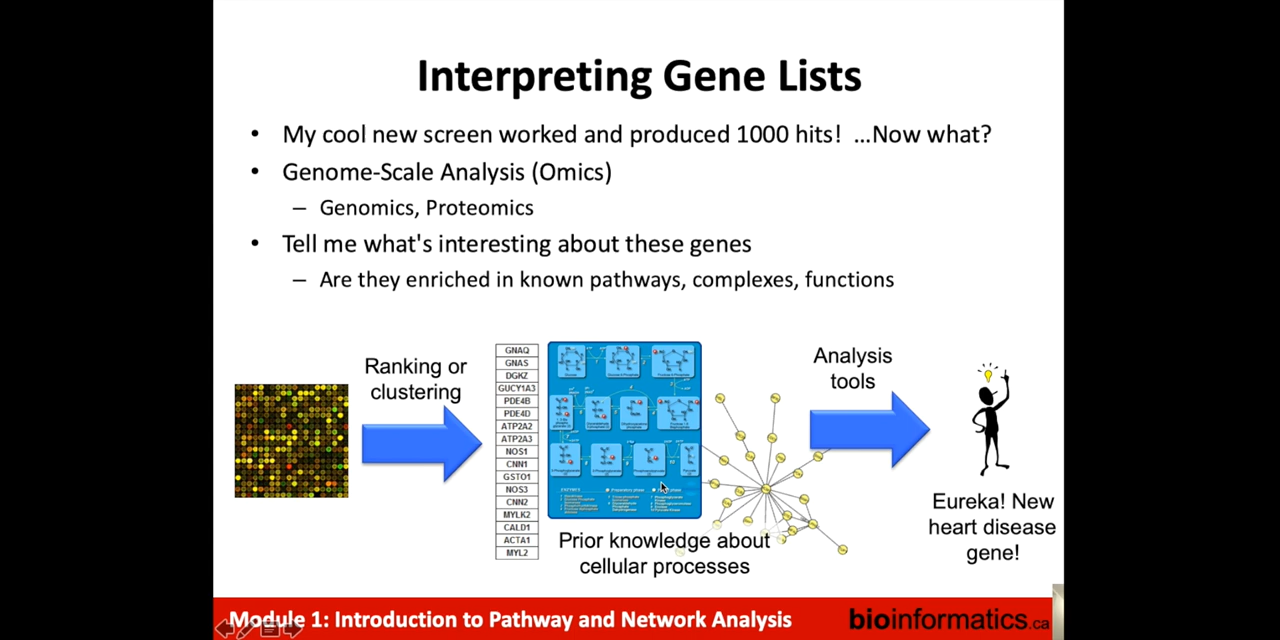 Interpreting Gene Lists
• My cool new screen worked and produced 1000 hits! ...Now what?
• Genome-Scale Analysis (Omics)
– Genomics, Proteomics
• Tell me what's interesting about these genes
– Are they enriched in known pathways, complexes, functions
Ranking or
clustering
GNAQ
GNAS
DGKZ
GUCY1A3
PDE4B
PDE4D
ATP2A2
ATP2A3
NOS1
CNN1
GSTO1
NOS3
CNN2
MYLK2
CALD1
ACTA1
MYL2
Prior knowledge about
cellular processes
Analysis
tools
Eureka! New
heart disease
gene!
Module 1: Introduction to Pathway and Network Analysis
bioinformatics.ca